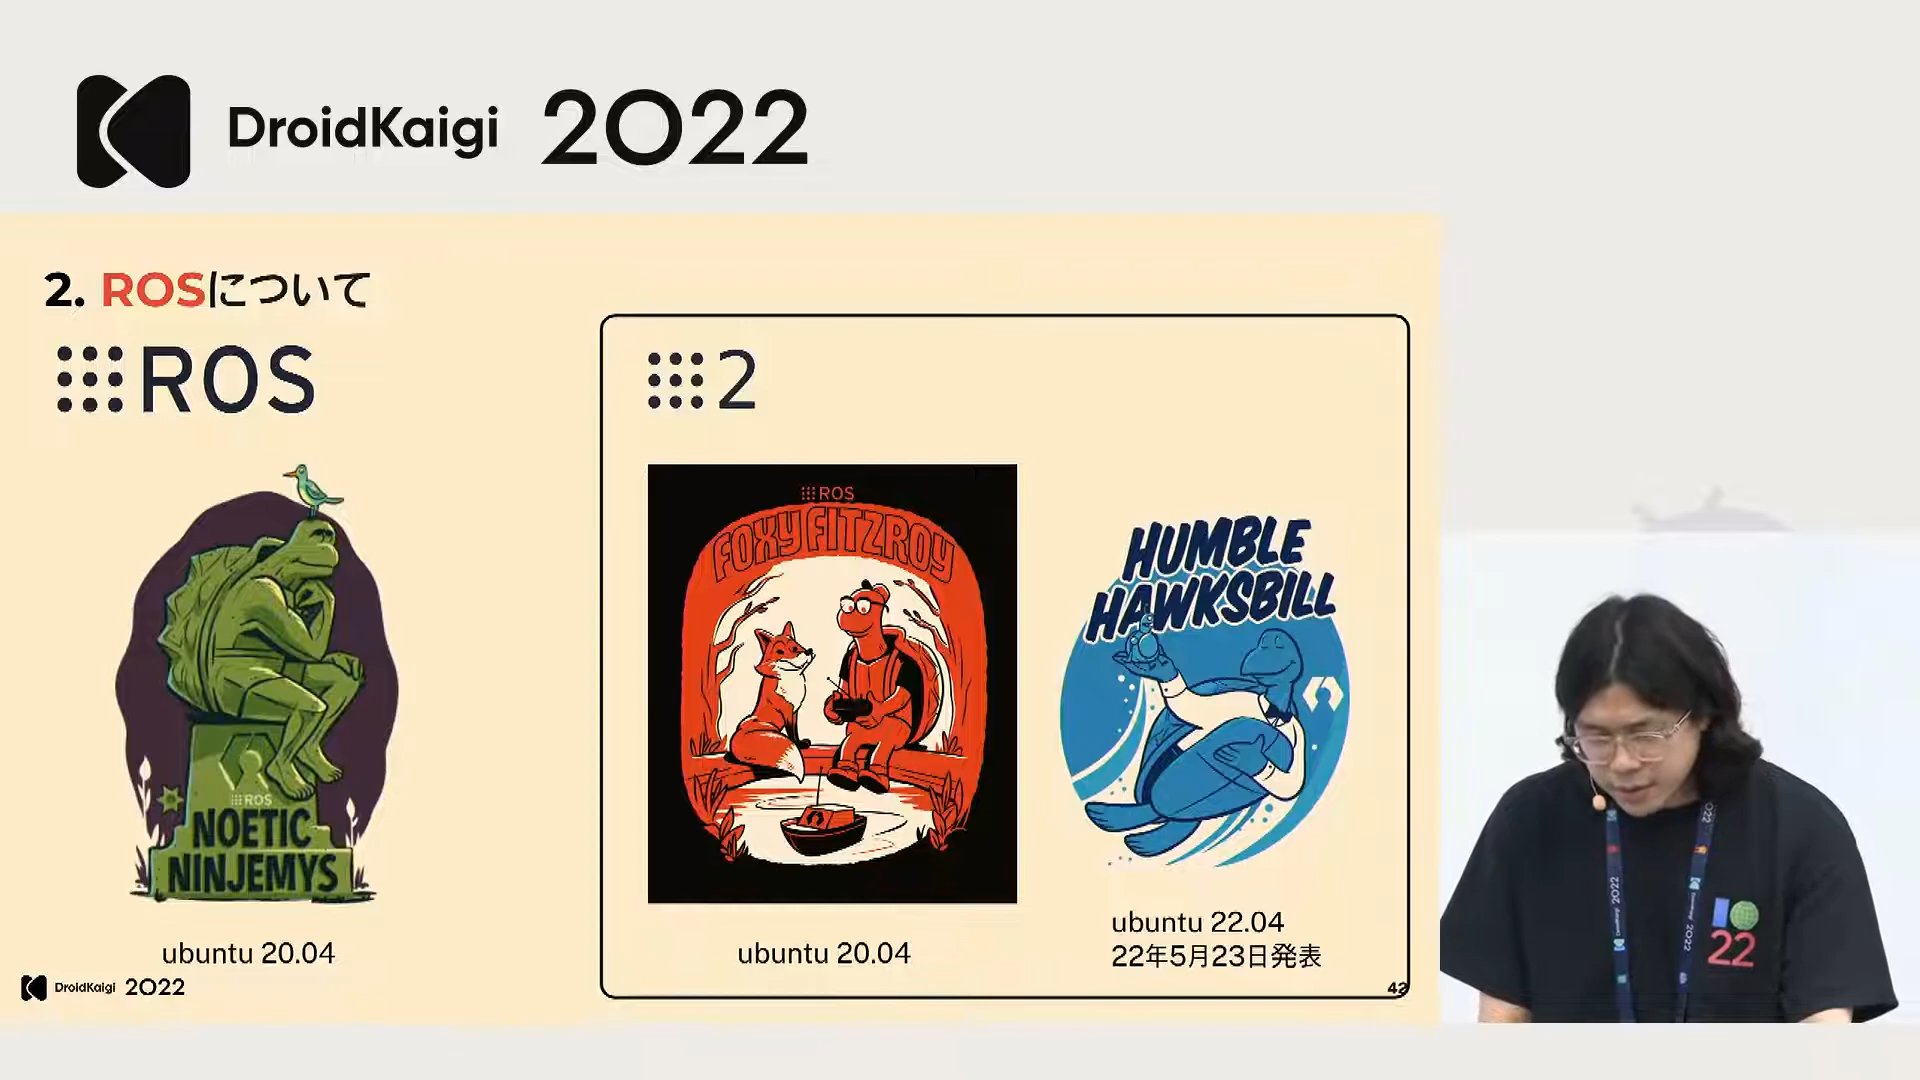 DroidKaigi 2022
2. ROSについて
ROS
2
ROS
NOETIC
NINJEMYS
ubuntu 20.04
ROS
FOXY FITZROY
ubuntu 20.04
HUMBLE
HAWKSBILL
ubuntu 22.04
22年5月23日発表
DroidKaigi 2022
42
22